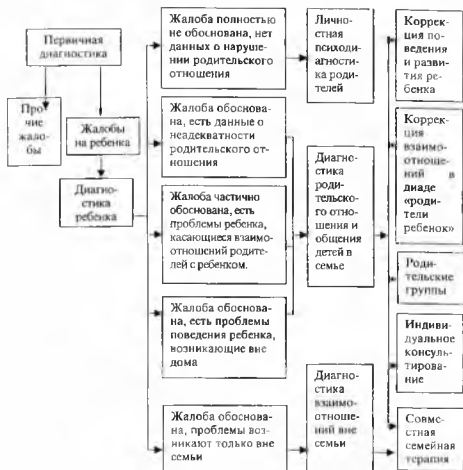 Первичная
диагностика
Про-
чие
жало-
бы
Жалобы
на ребенка
Диагно-
стика
ребенка
Жалоба полностью
не обоснована, нет
данных о нарушении
родительского
отношения
Жалоба обоснова-
на, есть данные о
неадекватности
родительского от-
ношения
Жалоба частично
обоснована, есть
проблемы ребенка,
касающиеся взаимо-
отношений родите-
лей с ребенком.
Жалоба обоснова-
на, есть проблемы
поведения ребенка,
возникающие вне
дома
Жалоба обоснова-
на, проблемы воз-
никают только вне
семьи
Личност-
ная
психоди-
агности-
ка роди-
телей
Диагно-
стика
роди-
тельско-
го отно-
шения и
общения
детей в
семье
Диагно-
стика
взаимо-
отноше-
ний вне
семьи
Коррек-
ция по-
ведения
и разви-
тия ре-
бенка
Коррек-
ция
взаимо-
отноше-
ний в
диаде
«роди-
тели
ребенок»
Роди-
тельские
группы
Индиви-
дуальное
консуль-
тирова-
ние
Совме-
стная
семейная
терапия